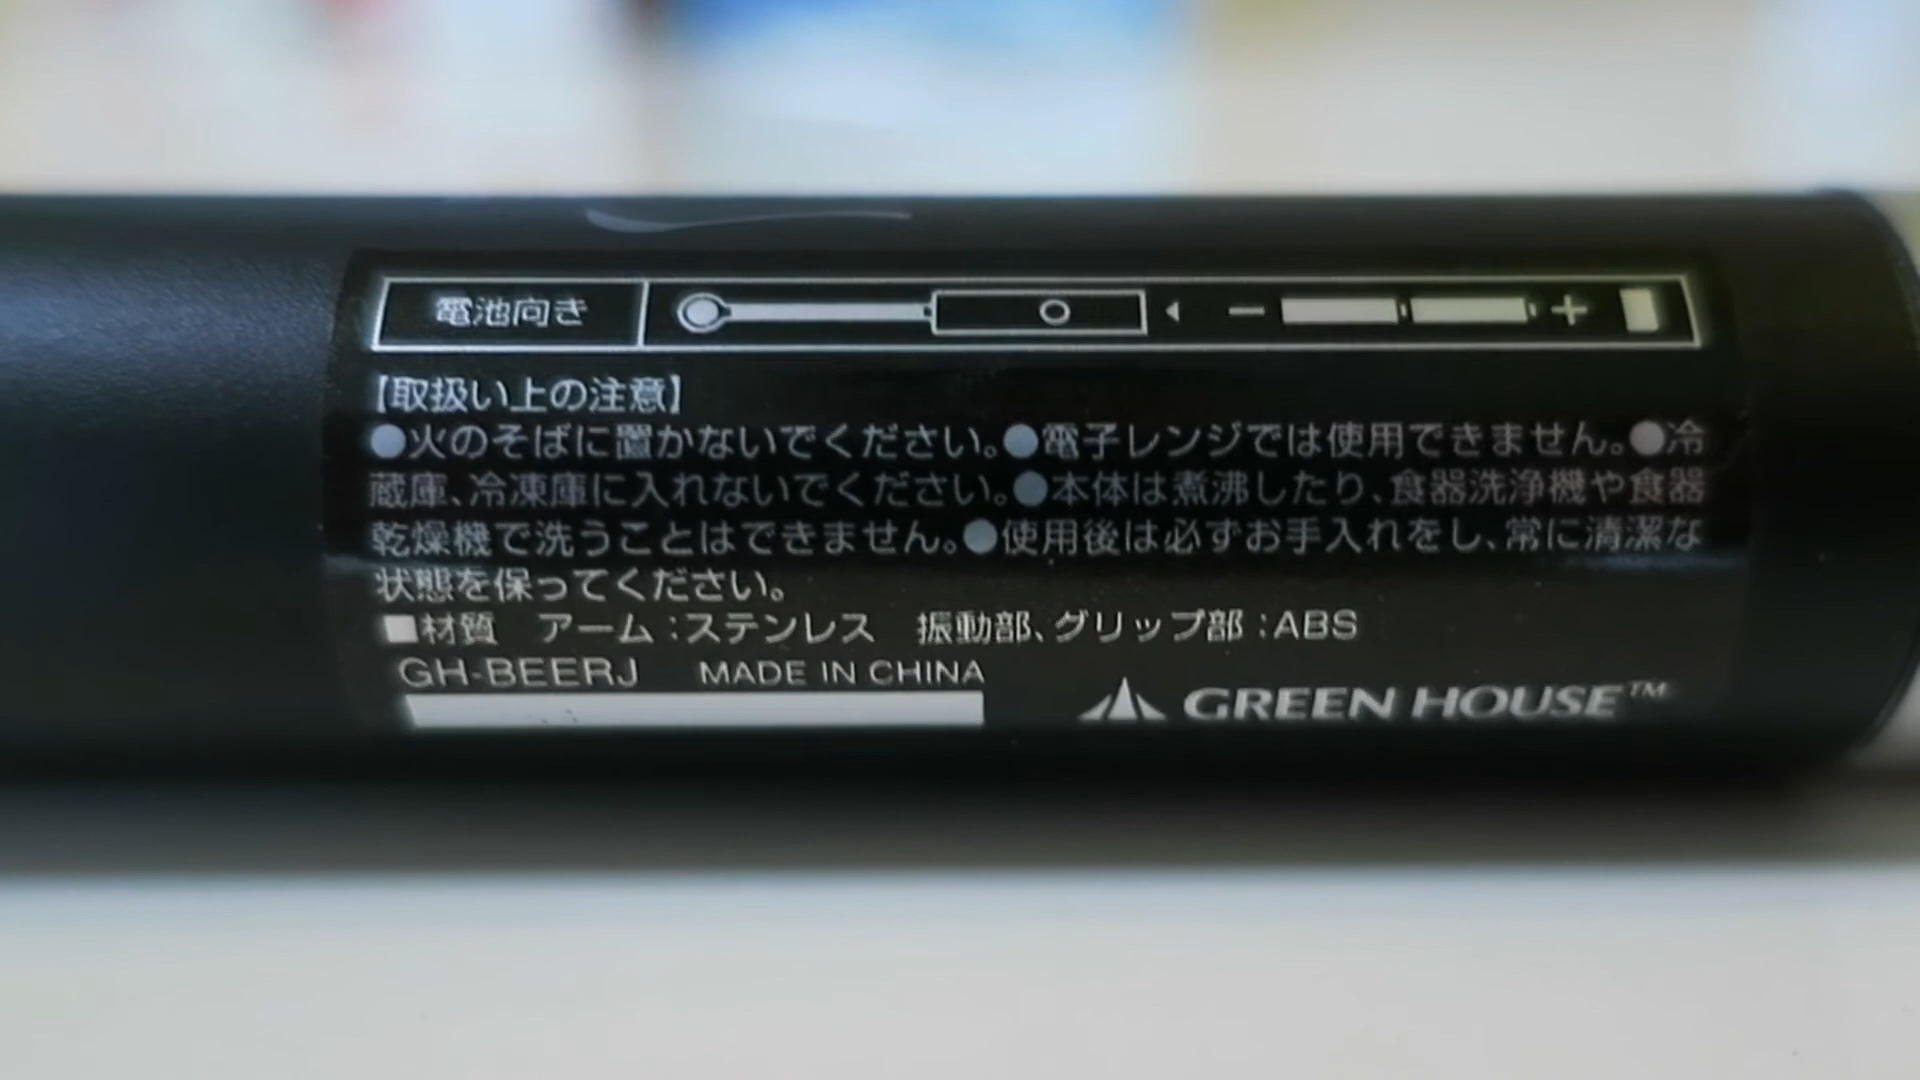 電池向き － ＋
【取扱い上の注意】
●火のそばに置かないでください。●電子レンジでは使用できません。●冷
蔵庫、冷凍庫に入れないでください。●本体は煮沸したり、食器洗浄機や食器
乾燥機で洗うことはできません。●使用後は必ずお手入れをし、常に清潔な
状態を保ってください。
■材質　アーム：ステンレス　振動部、グリップ部：ABS
GH-BEERJ　MADE IN CHINA
GREEN HOUSE™